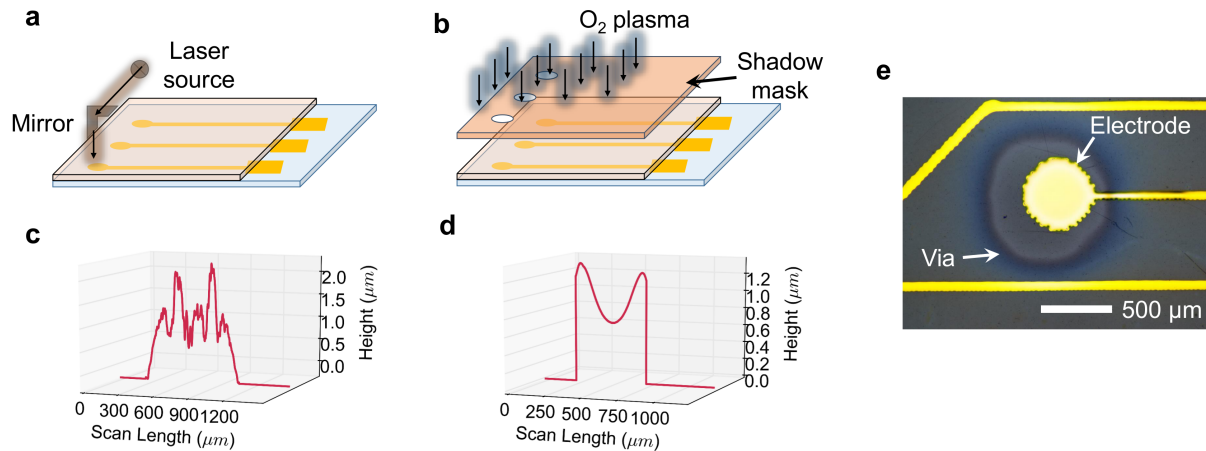 a
Laser
source
Mirror
b
O₂ plasma
Shadow
mask
c
2.0
1.5
1.0
0.5
0.0
Height (μm)
0 300 600 900 1200
Scan Length (μm)
d
1.2
1.0
0.8
0.6
0.4
0.2
0.0
Height (μm)
0 250 500 750 1000
Scan Length (μm)
e
Electrode
Via
500 μm